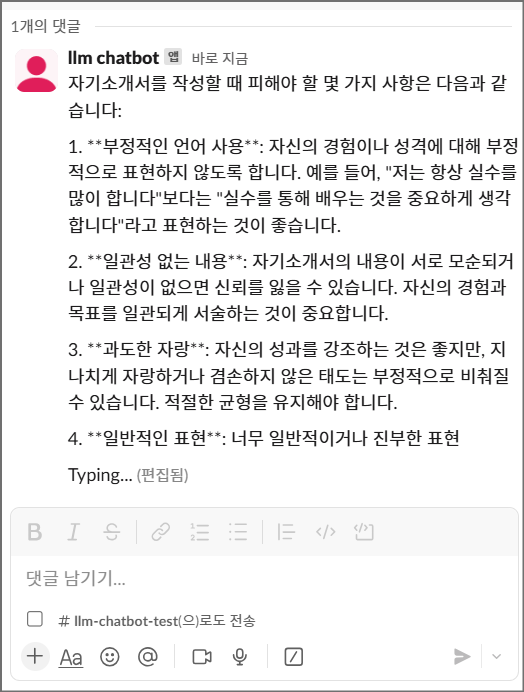 1개의 댓글
llm chatbot 앱 바로 지금
자기소개서를 작성할 때 피해야 할 몇 가지 사항은 다음과 같
습니다:
1. **부정적인 언어 사용**: 자신의 경험이나 성격에 대해 부정
적으로 표현하지 않도록 합니다. 예를 들어, "저는 항상 실수를
많이 합니다"보다는 "실수를 통해 배우는 것을 중요하게 생각
합니다"라고 표현하는 것이 좋습니다.
2. **일관성 없는 내용**: 자기소개서의 내용이 서로 모순되거
나 일관성이 없으면 신뢰를 잃을 수 있습니다. 자신의 경험과
목표를 일관되게 서술하는 것이 중요합니다.
3. **과도한 자랑**: 자신의 성과를 강조하는 것은 좋지만, 지
나치게 자랑하거나 겸손하지 않은 태도는 부정적으로 비춰질
수 있습니다. 적절한 균형을 유지해야 합니다.
4. **일반적인 표현**: 너무 일반적이거나 진부한 표현
Typing... (편집됨)
B I S
댓글 남기기...
# llm-chatbot-test(으)로도 전송
Aa